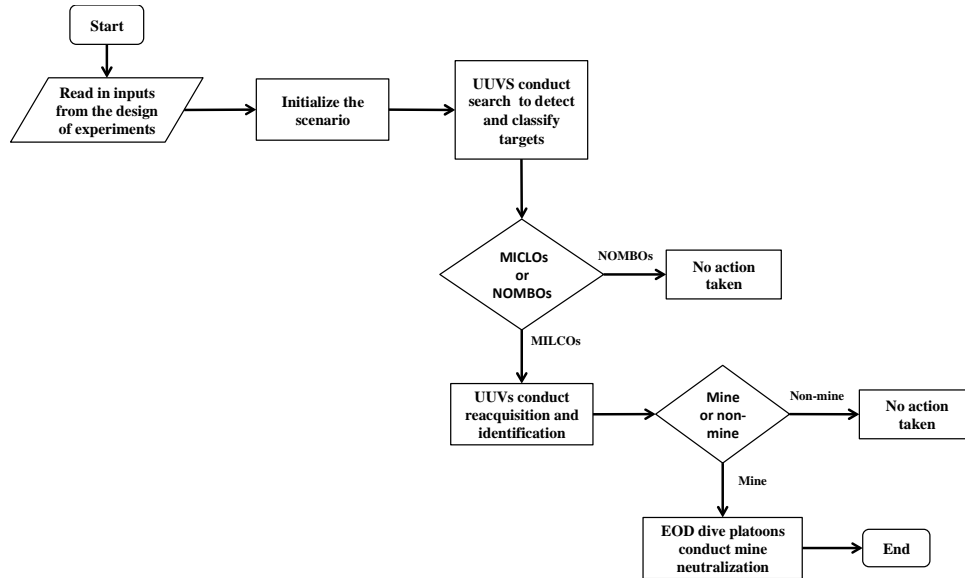 Start
Read in inputs
from the design
of experiments
Initialize the
scenario
UUVS conduct
search to detect
and classify
targets
MICLOs
or
NOMBOs
NOMBOs
No action
taken
MILCOs
UUVs conduct
reacquisition and
identification
Mine
or non-
mine
Non-mine
No action
taken
Mine
EOD dive platoons
conduct mine
neutralization
End